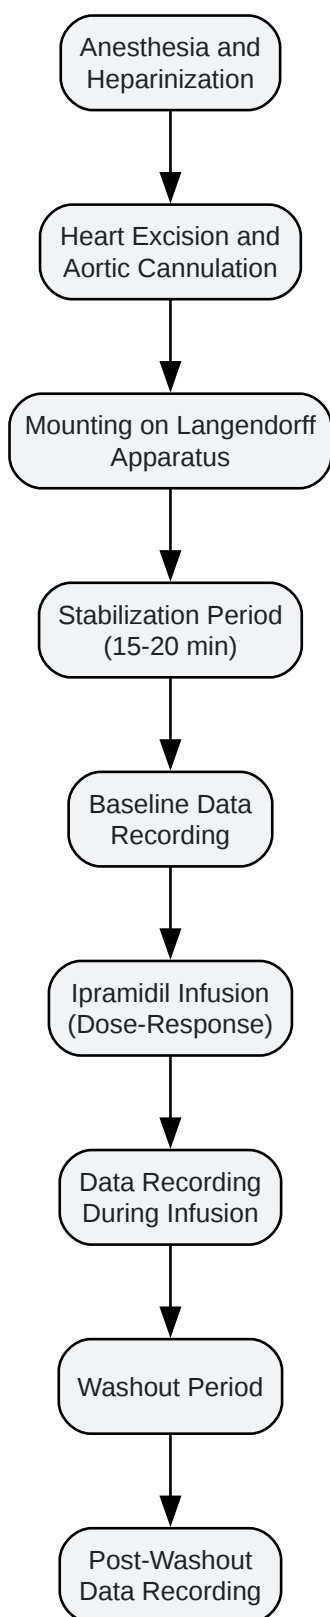 Anesthesia and
Heparinization
Heart Excision and
Aortic Cannulation
Mounting on Langendorff
Apparatus
Stabilization Period
(15-20 min)
Baseline Data
Recording
Ipramidil Infusion
(Dose-Response)
Data Recording
During Infusion
Washout Period
Post-Washout
Data Recording